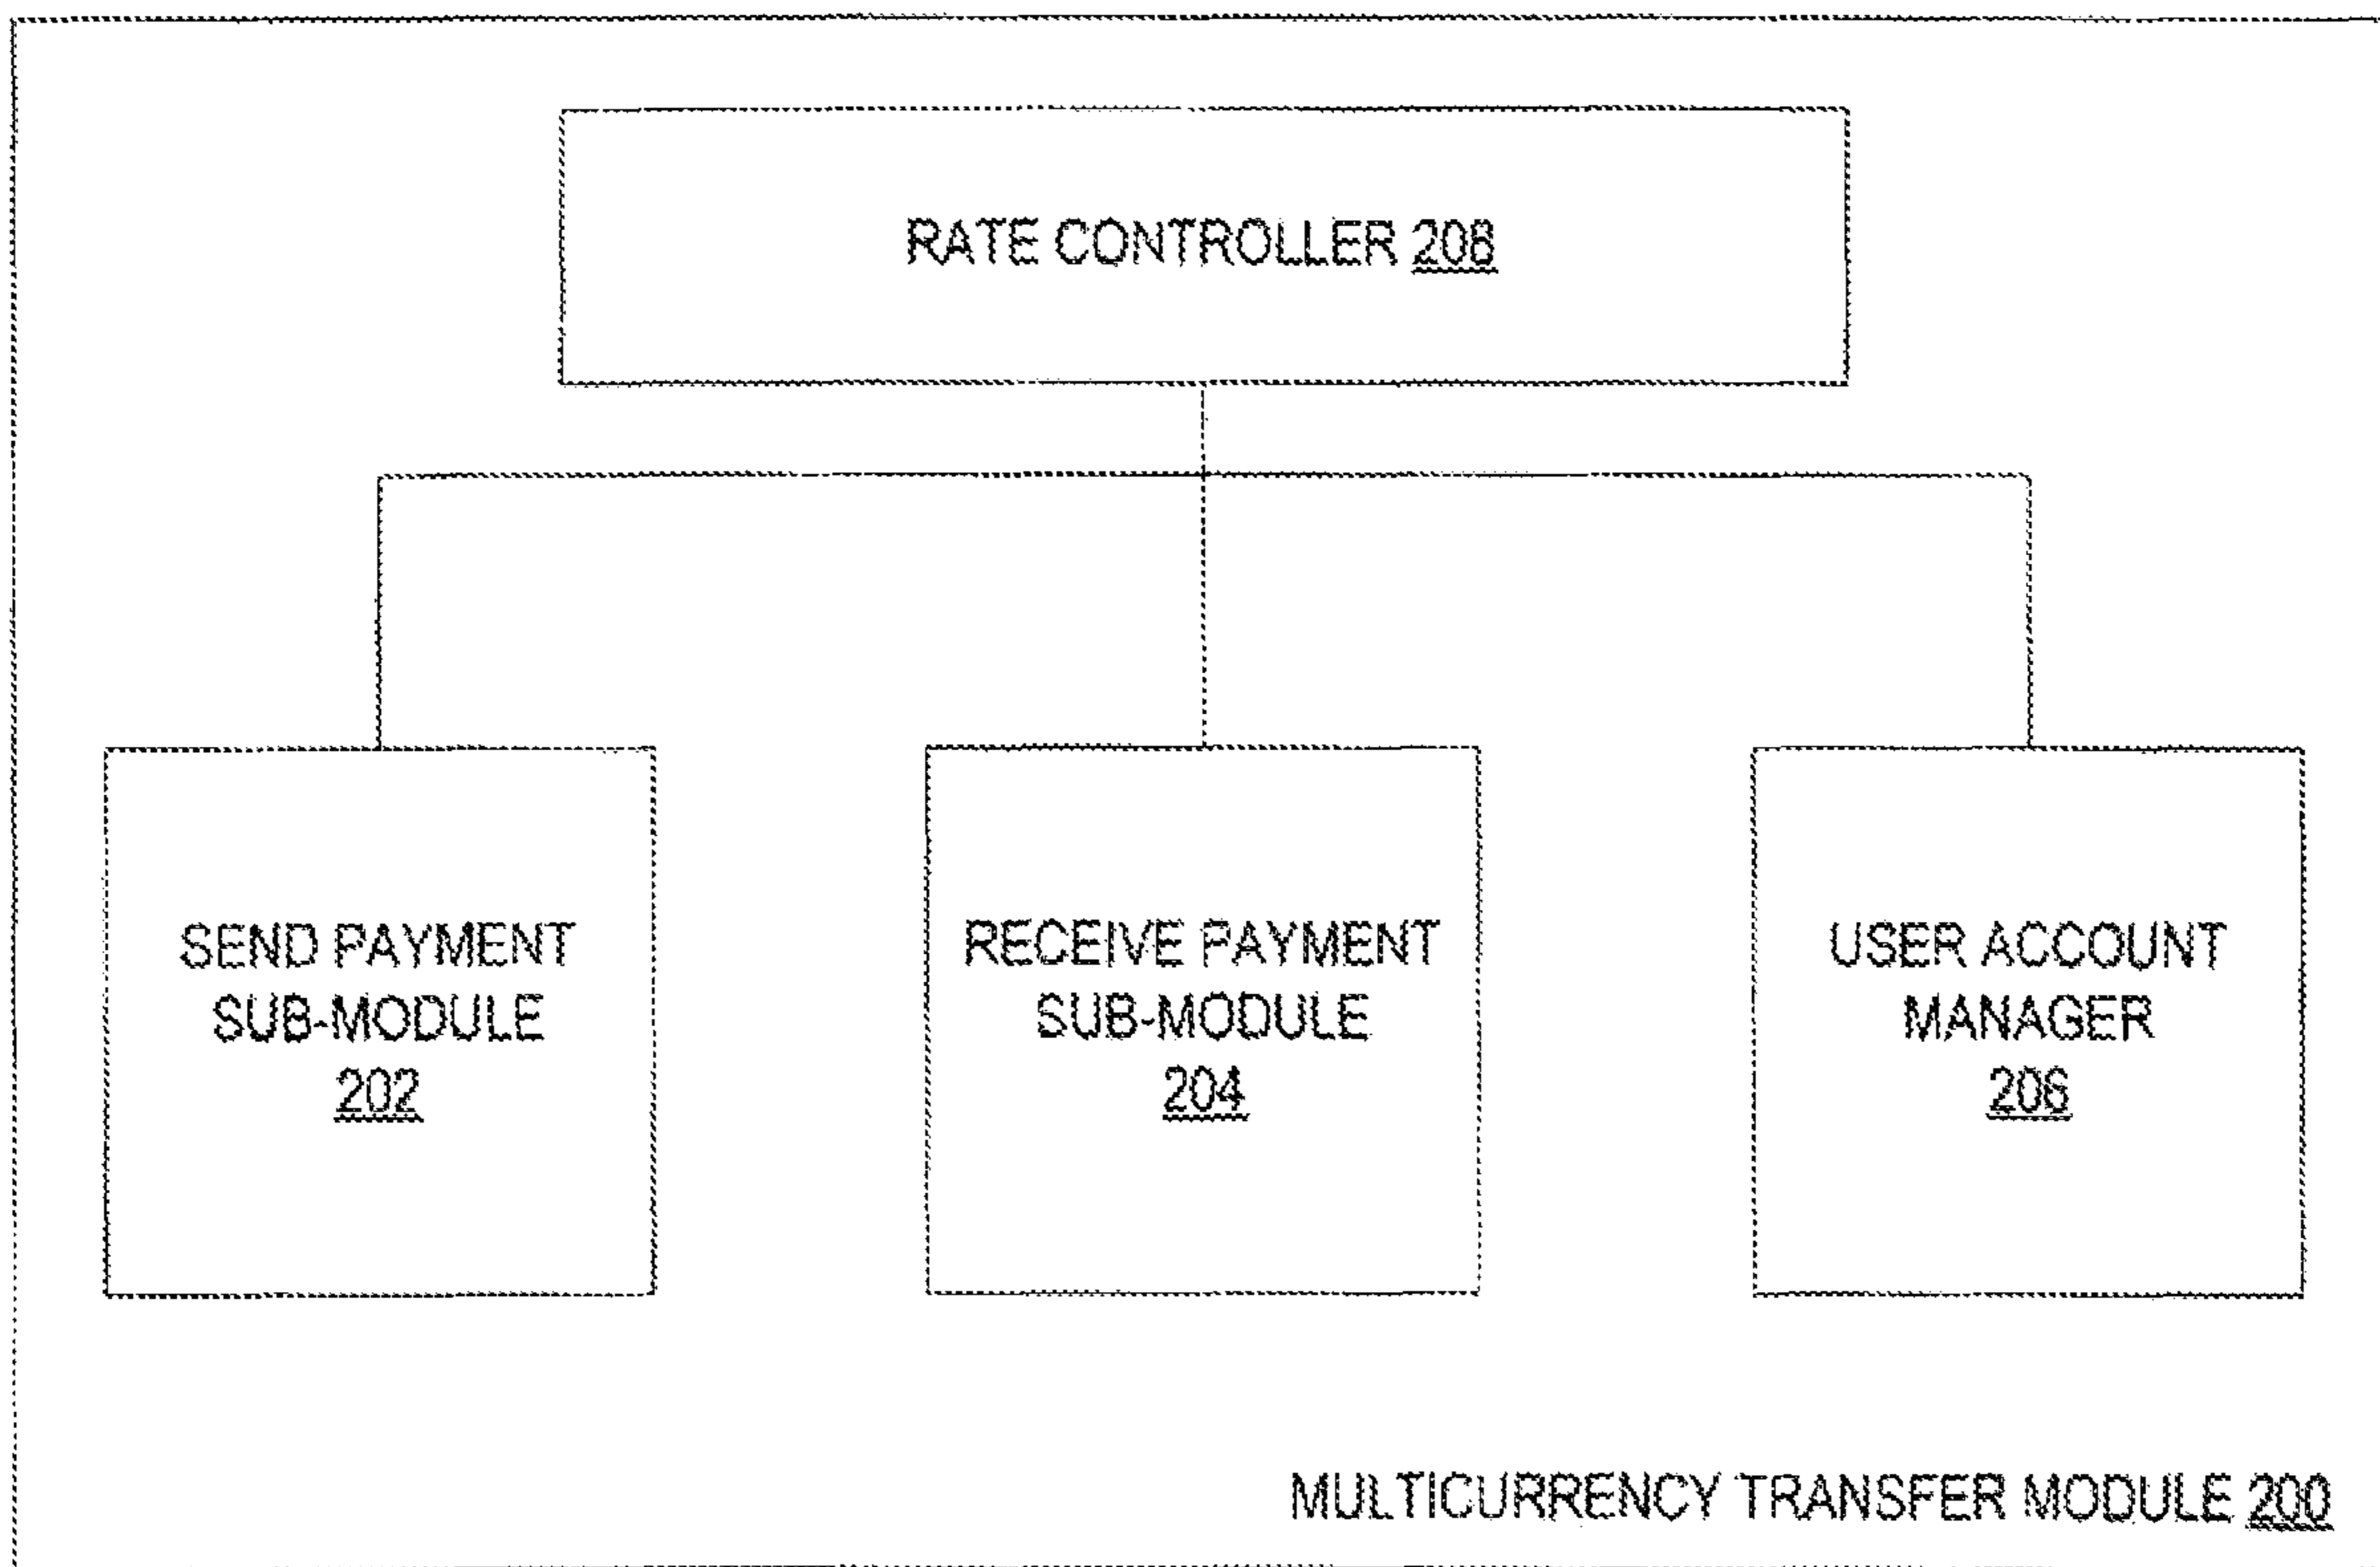 RATE CONTROLLER 208
SEND PAYMENT
SUB-MODULE
202
RECEIVE PAYMENT
SUB-MODULE
204
USER ACCOUNT
MANAGER
206
MULTICURRENCY TRANSFER MODULE 200